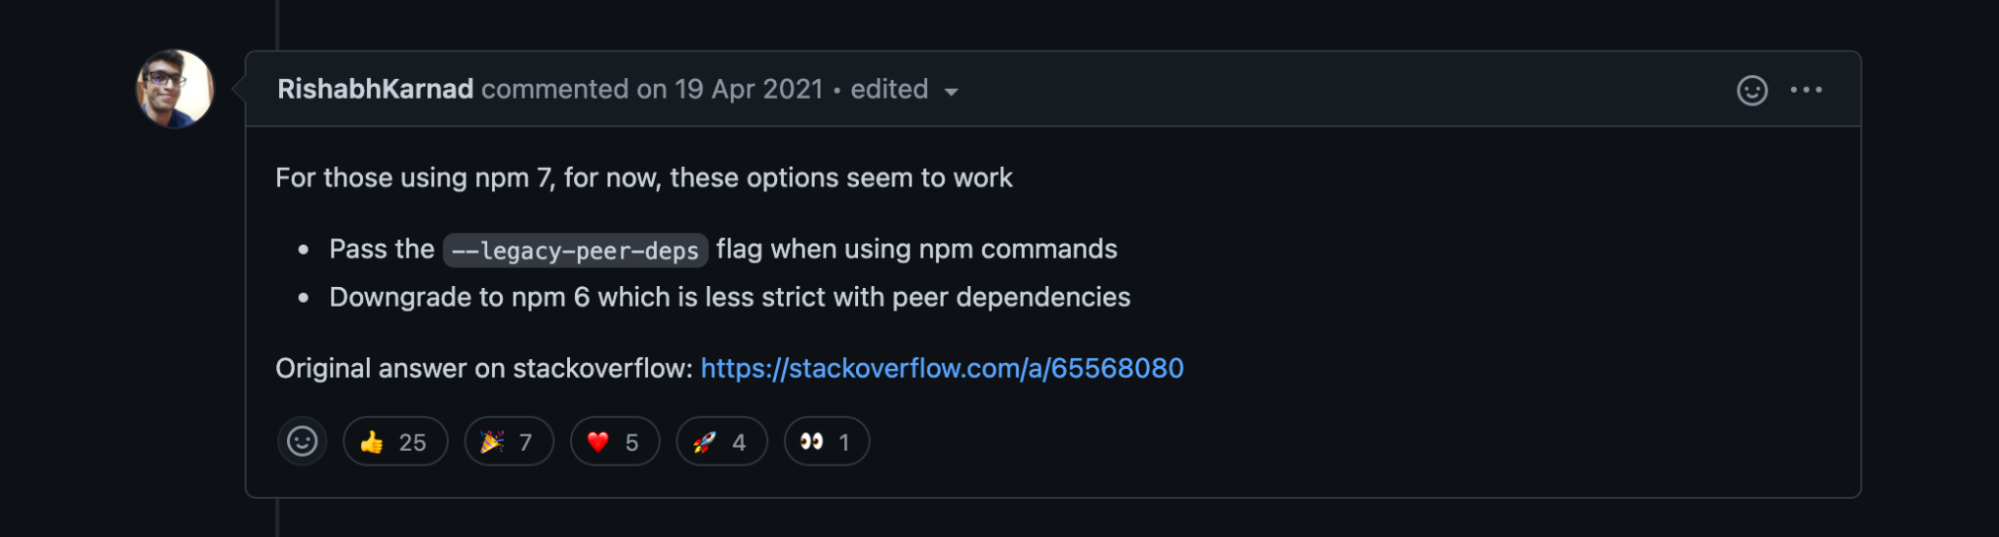 RishabhKarnad commented on 19 Apr 2021 • edited
For those using npm 7, for now, these options seem to work
• Pass the --legacy-peer-deps flag when using npm commands
• Downgrade to npm 6 which is less strict with peer dependencies
Original answer on stackoverflow: https://stackoverflow.com/a/65568080
👍 25 🎉 7 ❤️ 5 🚀 4 👀 1